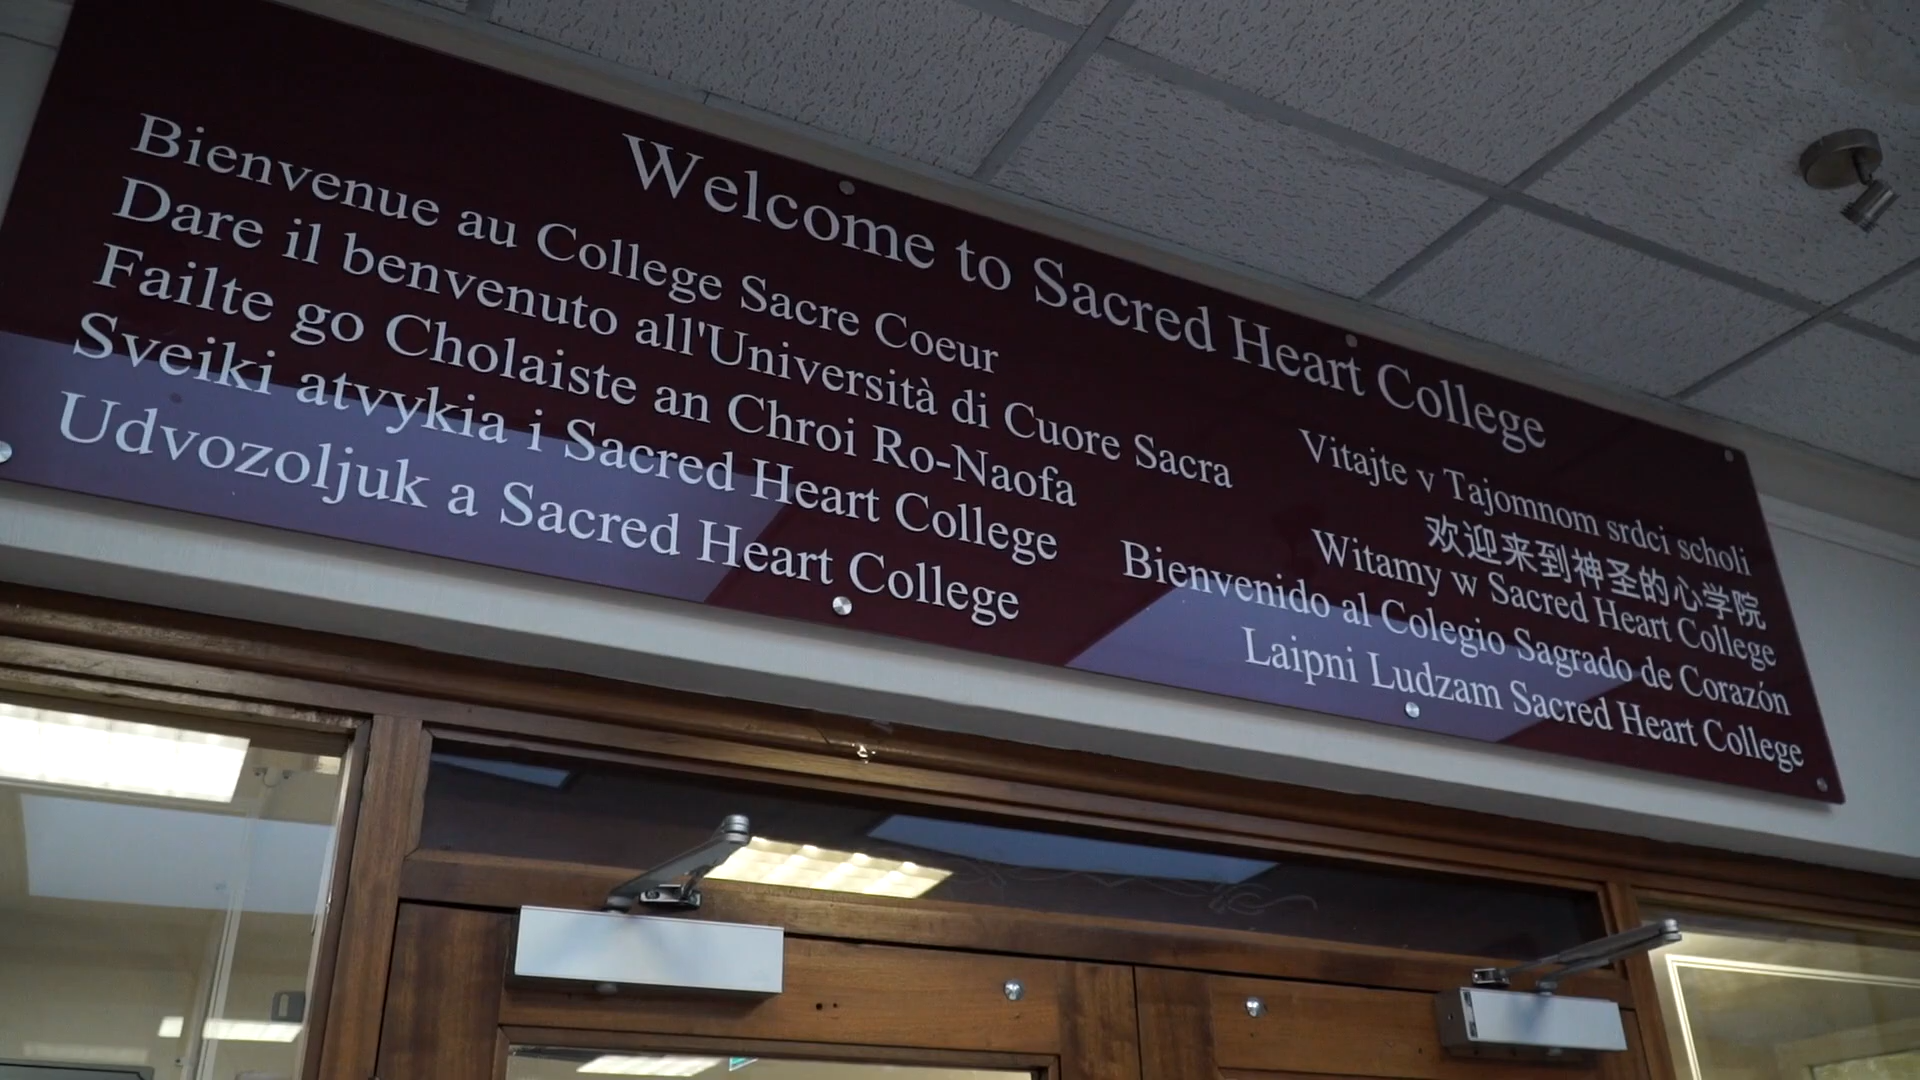 Welcome to Sacred Heart College
Bienvenue au College Sacre Coeur
Dare il benvenuto all'Università di Cuore Sacra
Failte go Cholaiste an Chroi Ro-Naofa
Sveiki atvykia i Sacred Heart College
Udvozoljuk a Sacred Heart College
Vitajte v Tajomnom srdci scholi
欢迎来到神圣的心学院
Witamy w Sacred Heart College
Bienvenido al Colegio Sagrado de Corazón
Laipni Ludzam Sacred Heart College